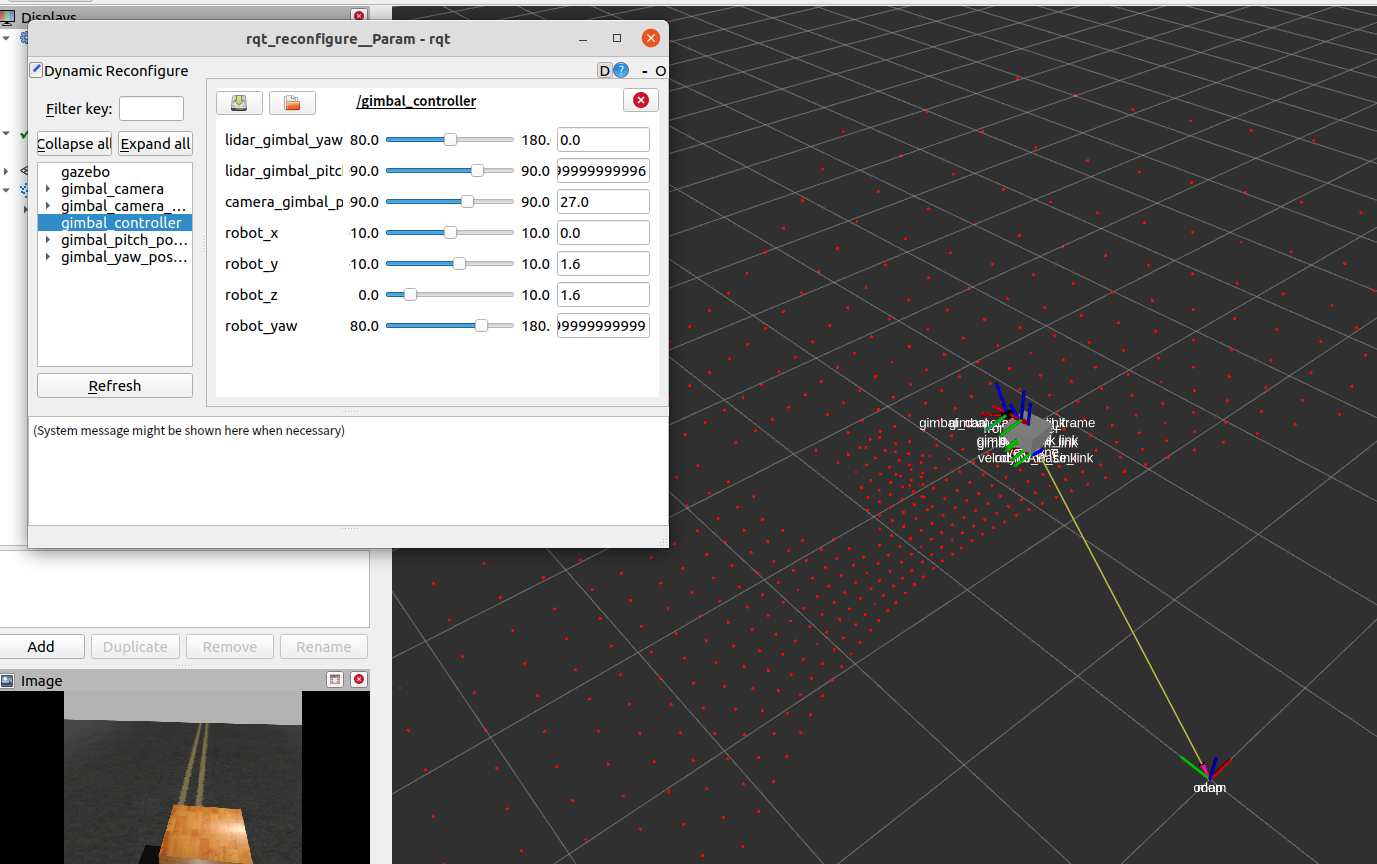 Displays
rqt_reconfigure__Param - rqt
Dynamic Reconfigure
D ? - O
Filter key:
/gimbal_controller
Collapse all Expand all
lidar_gimbal_yaw 80.0 180. 0.0
gazebo
lidar_gimbal_pitc 90.0 90.0 99999999996
gimbal_camera
camera_gimbal_p 90.0 90.0 27.0
gimbal_camera_...
gimbal_controller
robot_x -10.0 10.0 0.0
gimbal_pitch_po...
gimbal_yaw_pos...
robot_y -10.0 10.0 1.6
robot_z 0.0 10.0 1.6
robot_yaw 80.0 180. 99999999999
Refresh
(System message might be shown here when necessary)
Add Duplicate Remove Rename
Image